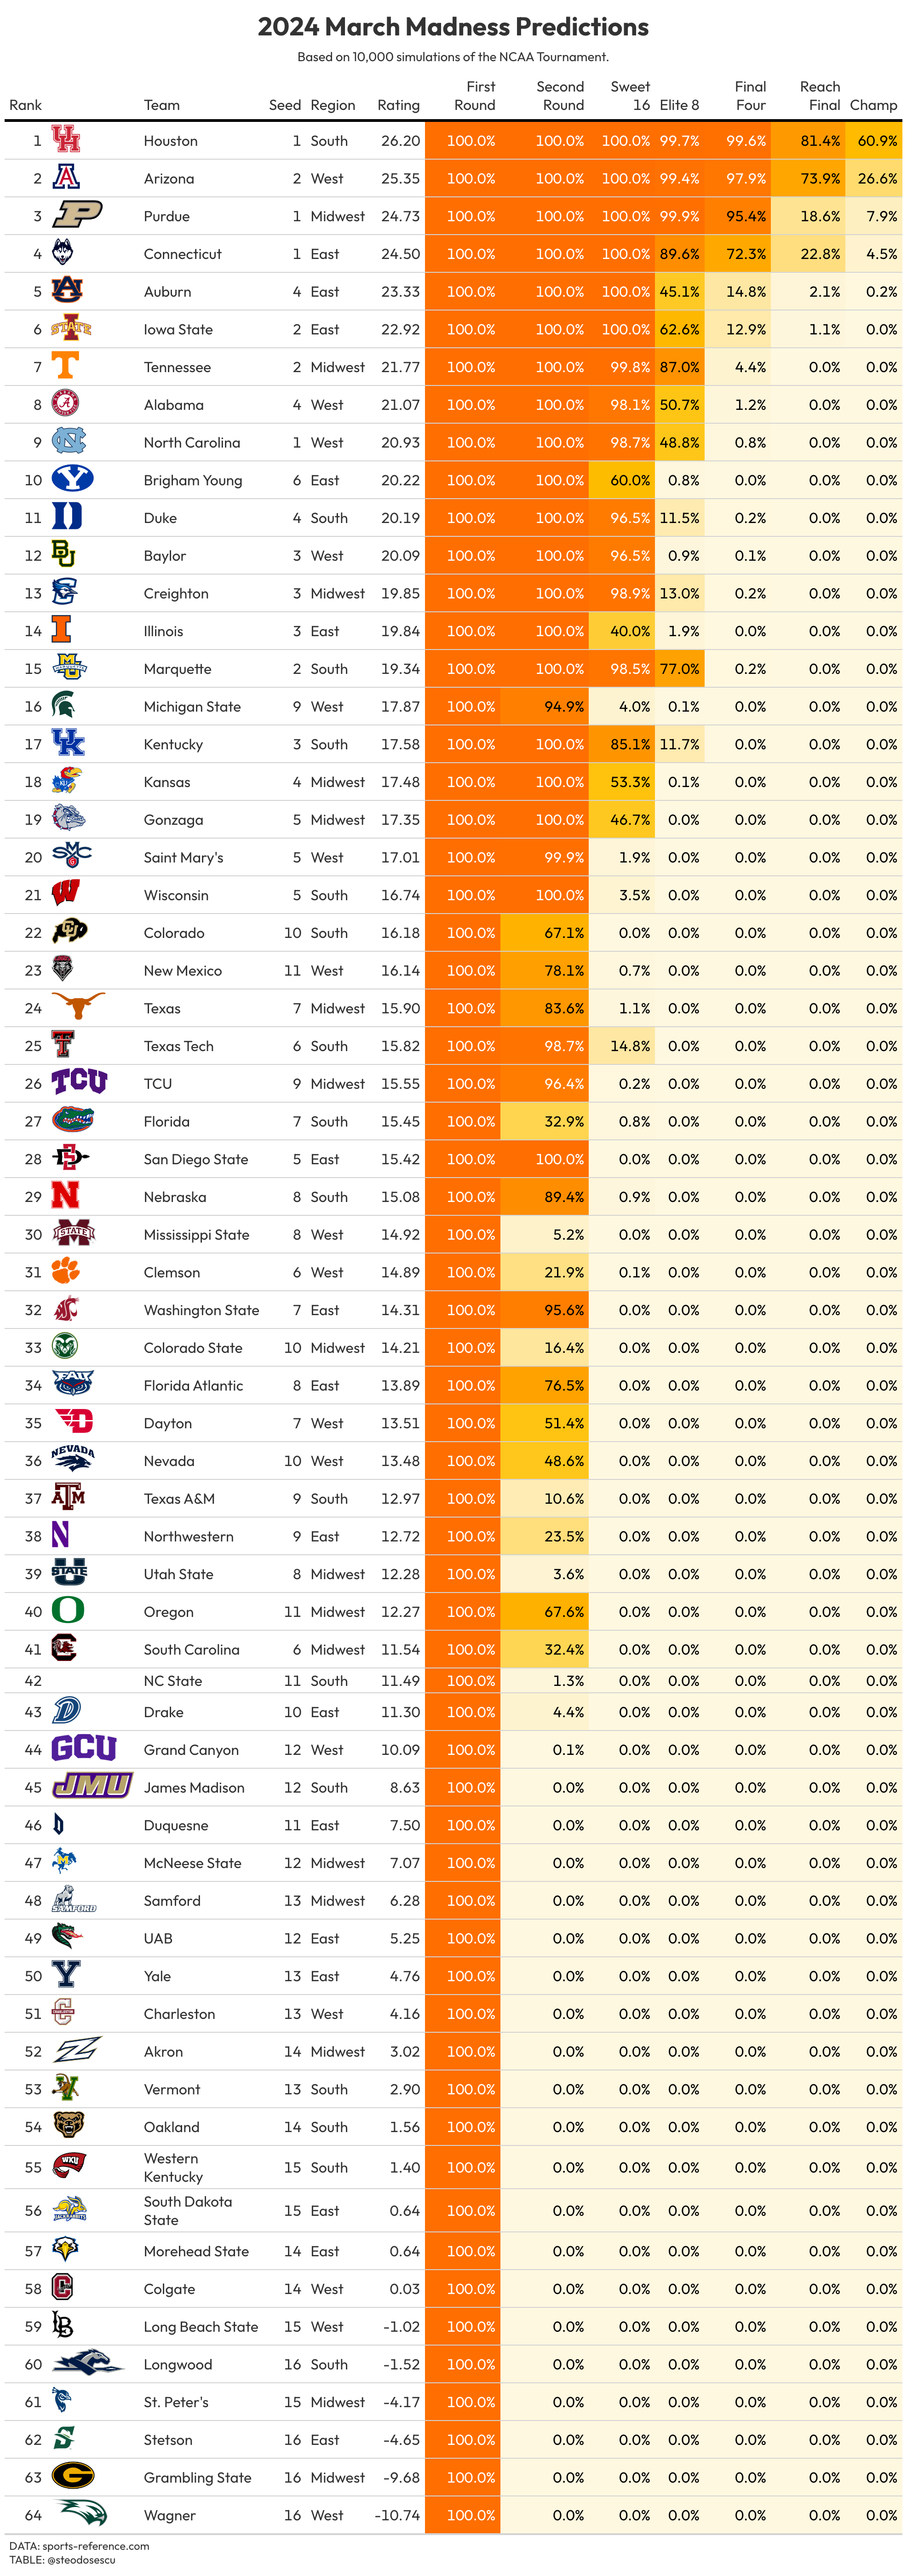 2024 March Madness Predictions
Based on 10,000 simulations of the NCAA Tournament.
First Second Sweet Final Reach
Rank Team Seed Region Rating Round Round 16 Elite 8 Four Final Champ
1 Houston 1 South 26.20 100.0% 100.0% 100.0% 99.7% 99.6% 81.4% 60.9%
2 Arizona 2 West 25.35 100.0% 100.0% 100.0% 99.4% 97.9% 73.9% 26.6%
3 Purdue 1 Midwest 24.73 100.0% 100.0% 100.0% 99.9% 95.4% 18.6% 7.9%
4 Connecticut 1 East 24.50 100.0% 100.0% 100.0% 89.6% 72.3% 22.8% 4.5%
5 Auburn 4 East 23.33 100.0% 100.0% 100.0% 45.1% 14.8% 2.1% 0.2%
6 STATE Iowa State 2 East 22.92 100.0% 100.0% 100.0% 62.6% 12.9% 1.1% 0.0%
7 Tennessee 2 Midwest 21.77 100.0% 100.0% 99.8% 87.0% 4.4% 0.0% 0.0%
8 Alabama 4 West 21.07 100.0% 100.0% 98.1% 50.7% 1.2% 0.0% 0.0%
9 North Carolina 1 West 20.93 100.0% 100.0% 98.7% 48.8% 0.8% 0.0% 0.0%
10 Brigham Young 6 East 20.22 100.0% 100.0% 60.0% 0.8% 0.0% 0.0% 0.0%
11 Duke 4 South 20.19 100.0% 100.0% 96.5% 11.5% 0.2% 0.0% 0.0%
12 Baylor 3 West 20.09 100.0% 100.0% 96.5% 0.9% 0.1% 0.0% 0.0%
13 Creighton 3 Midwest 19.85 100.0% 100.0% 98.9% 13.0% 0.2% 0.0% 0.0%
14 Illinois 3 East 19.84 100.0% 100.0% 40.0% 1.9% 0.0% 0.0% 0.0%
15 Marquette 2 South 19.34 100.0% 100.0% 98.5% 77.0% 0.2% 0.0% 0.0%
16 Michigan State 9 West 17.87 100.0% 94.9% 4.0% 0.1% 0.0% 0.0% 0.0%
17 Kentucky 3 South 17.58 100.0% 100.0% 85.1% 11.7% 0.0% 0.0% 0.0%
18 Kansas 4 Midwest 17.48 100.0% 100.0% 53.3% 0.1% 0.0% 0.0% 0.0%
19 Gonzaga 5 Midwest 17.35 100.0% 100.0% 46.7% 0.0% 0.0% 0.0% 0.0%
20 SMC Saint Mary's 5 West 17.01 100.0% 99.9% 1.9% 0.0% 0.0% 0.0% 0.0%
21 W Wisconsin 5 South 16.74 100.0% 100.0% 3.5% 0.0% 0.0% 0.0% 0.0%
22 Colorado 10 South 16.18 100.0% 67.1% 0.0% 0.0% 0.0% 0.0% 0.0%
23 New Mexico 11 West 16.14 100.0% 78.1% 0.7% 0.0% 0.0% 0.0% 0.0%
24 Texas 7 Midwest 15.90 100.0% 83.6% 1.1% 0.0% 0.0% 0.0% 0.0%
25 Texas Tech 6 South 15.82 100.0% 98.7% 14.8% 0.0% 0.0% 0.0% 0.0%
26 TCU TCU 9 Midwest 15.55 100.0% 96.4% 0.2% 0.0% 0.0% 0.0% 0.0%
27 Florida 7 South 15.45 100.0% 32.9% 0.8% 0.0% 0.0% 0.0% 0.0%
28 San Diego State 5 East 15.42 100.0% 100.0% 0.0% 0.0% 0.0% 0.0% 0.0%
29 N Nebraska 8 South 15.08 100.0% 89.4% 0.9% 0.0% 0.0% 0.0% 0.0%
30 STATE Mississippi State 8 West 14.92 100.0% 5.2% 0.0% 0.0% 0.0% 0.0% 0.0%
31 Clemson 6 West 14.89 100.0% 21.9% 0.1% 0.0% 0.0% 0.0% 0.0%
32 Washington State 7 East 14.31 100.0% 95.6% 0.0% 0.0% 0.0% 0.0% 0.0%
33 Colorado State 10 Midwest 14.21 100.0% 16.4% 0.0% 0.0% 0.0% 0.0% 0.0%
34 FAU Florida Atlantic 8 East 13.89 100.0% 76.5% 0.0% 0.0% 0.0% 0.0% 0.0%
35 Dayton 7 West 13.51 100.0% 51.4% 0.0% 0.0% 0.0% 0.0% 0.0%
36 NEVADA Nevada 10 West 13.48 100.0% 48.6% 0.0% 0.0% 0.0% 0.0% 0.0%
37 ATM Texas A&M 9 South 12.97 100.0% 10.6% 0.0% 0.0% 0.0% 0.0% 0.0%
38 N Northwestern 9 East 12.72 100.0% 23.5% 0.0% 0.0% 0.0% 0.0% 0.0%
39 STATE Utah State 8 Midwest 12.28 100.0% 3.6% 0.0% 0.0% 0.0% 0.0% 0.0%
40 O Oregon 11 Midwest 12.27 100.0% 67.6% 0.0% 0.0% 0.0% 0.0% 0.0%
41 South Carolina 6 Midwest 11.54 100.0% 32.4% 0.0% 0.0% 0.0% 0.0% 0.0%
42 NC State 11 South 11.49 100.0% 1.3% 0.0% 0.0% 0.0% 0.0% 0.0%
43 Drake 10 East 11.30 100.0% 4.4% 0.0% 0.0% 0.0% 0.0% 0.0%
44 GCU Grand Canyon 12 West 10.09 100.0% 0.1% 0.0% 0.0% 0.0% 0.0% 0.0%
45 JMU James Madison 12 South 8.63 100.0% 0.0% 0.0% 0.0% 0.0% 0.0% 0.0%
46 Duquesne 11 East 7.50 100.0% 0.0% 0.0% 0.0% 0.0% 0.0% 0.0%
47 McNeese State 12 Midwest 7.07 100.0% 0.0% 0.0% 0.0% 0.0% 0.0% 0.0%
48 SAMFORD Samford 13 Midwest 6.28 100.0% 0.0% 0.0% 0.0% 0.0% 0.0% 0.0%
49 UAB 12 East 5.25 100.0% 0.0% 0.0% 0.0% 0.0% 0.0% 0.0%
50 Y Yale 13 East 4.76 100.0% 0.0% 0.0% 0.0% 0.0% 0.0% 0.0%
51 Charleston 13 West 4.16 100.0% 0.0% 0.0% 0.0% 0.0% 0.0% 0.0%
52 Akron 14 Midwest 3.02 100.0% 0.0% 0.0% 0.0% 0.0% 0.0% 0.0%
53 Vermont 13 South 2.90 100.0% 0.0% 0.0% 0.0% 0.0% 0.0% 0.0%
54 Oakland 14 South 1.56 100.0% 0.0% 0.0% 0.0% 0.0% 0.0% 0.0%
55 WKU Western Kentucky 15 South 1.40 100.0% 0.0% 0.0% 0.0% 0.0% 0.0% 0.0%
56 South Dakota State 15 East 0.64 100.0% 0.0% 0.0% 0.0% 0.0% 0.0% 0.0%
57 Morehead State 14 East 0.64 100.0% 0.0% 0.0% 0.0% 0.0% 0.0% 0.0%
58 Colgate 14 West 0.03 100.0% 0.0% 0.0% 0.0% 0.0% 0.0% 0.0%
59 LB Long Beach State 15 West -1.02 100.0% 0.0% 0.0% 0.0% 0.0% 0.0% 0.0%
60 Longwood 16 South -1.52 100.0% 0.0% 0.0% 0.0% 0.0% 0.0% 0.0%
61 St. Peter's 15 Midwest -4.17 100.0% 0.0% 0.0% 0.0% 0.0% 0.0% 0.0%
62 S Stetson 16 East -4.65 100.0% 0.0% 0.0% 0.0% 0.0% 0.0% 0.0%
63 G Grambling State 16 Midwest -9.68 100.0% 0.0% 0.0% 0.0% 0.0% 0.0% 0.0%
64 Wagner 16 West -10.74 100.0% 0.0% 0.0% 0.0% 0.0% 0.0% 0.0%
DATA: sports-reference.com
TABLE: @steodosescu